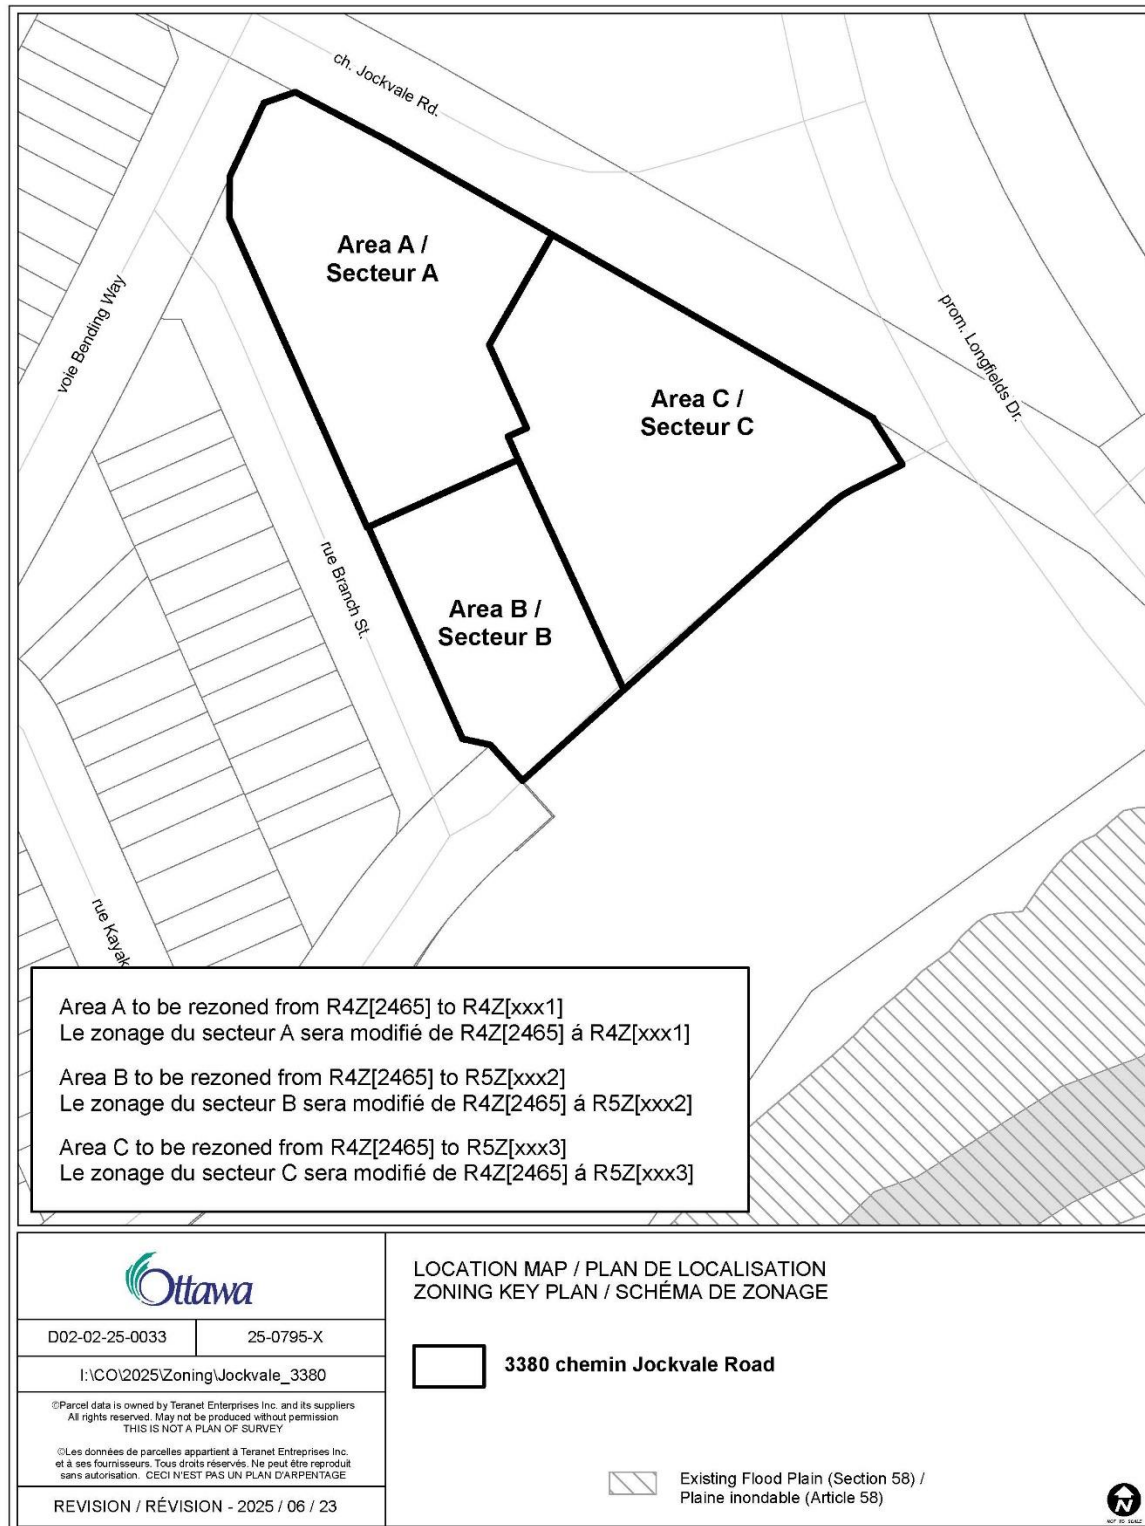 ch. Jockvale Rd.
Area A /
Secteur A
voie Bending Way
prom. Longfields Dr.
Area C /
Secteur C
rue Branch St.
Area B /
Secteur B
rue Kayak
Area A to be rezoned from R4Z[2465] to R4Z[xxx1]
Le zonage du secteur A sera modifié de R4Z[2465] á R4Z[xxx1]
Area B to be rezoned from R4Z[2465] to R5Z[xxx2]
Le zonage du secteur B sera modifié de R4Z[2465] á R5Z[xxx2]
Area C to be rezoned from R4Z[2465] to R5Z[xxx3]
Le zonage du secteur C sera modifié de R4Z[2465] á R5Z[xxx3]
Ottawa
D02-02-25-0033
25-0795-X
I:\CO\2025\Zoning\Jockvale_3380
©Parcel data is owned by Teranet Enterprises Inc. and its suppliers
All rights reserved. May not be produced without permission
THIS IS NOT A PLAN OF SURVEY
©Les données de parcelles appartient à Teranet Entreprises Inc.
et à ses fournisseurs. Tous droits réservés. Ne peut être reproduit
sans autorisation. CECI N'EST PAS UN PLAN D'ARPENTAGE
REVISION / RÉVISION - 2025 / 06 / 23
LOCATION MAP / PLAN DE LOCALISATION
ZONING KEY PLAN / SCHÉMA DE ZONAGE
3380 chemin Jockvale Road
Existing Flood Plain (Section 58) /
Plaine inondable (Article 58)
N
NOT TO SCALE